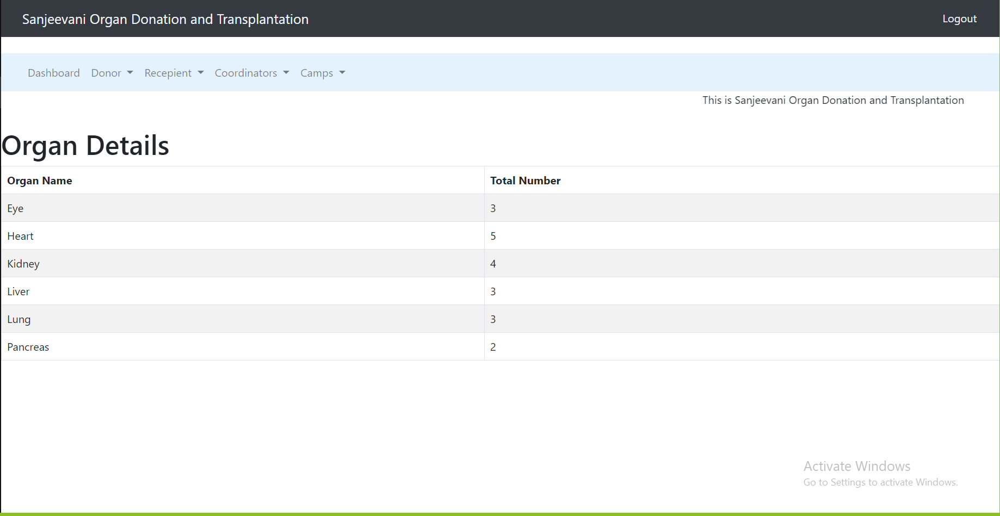 Sanjeevani Organ Donation and Transplantation Logout
Dashboard Donor Recepient Coordinators Camps
This is Sanjeevani Organ Donation and Transplantation
Organ Details
Organ Name Total Number
Eye 3
Heart 5
Kidney 4
Liver 3
Lung 3
Pancreas 2
Activate Windows
Go to Settings to activate Windows.